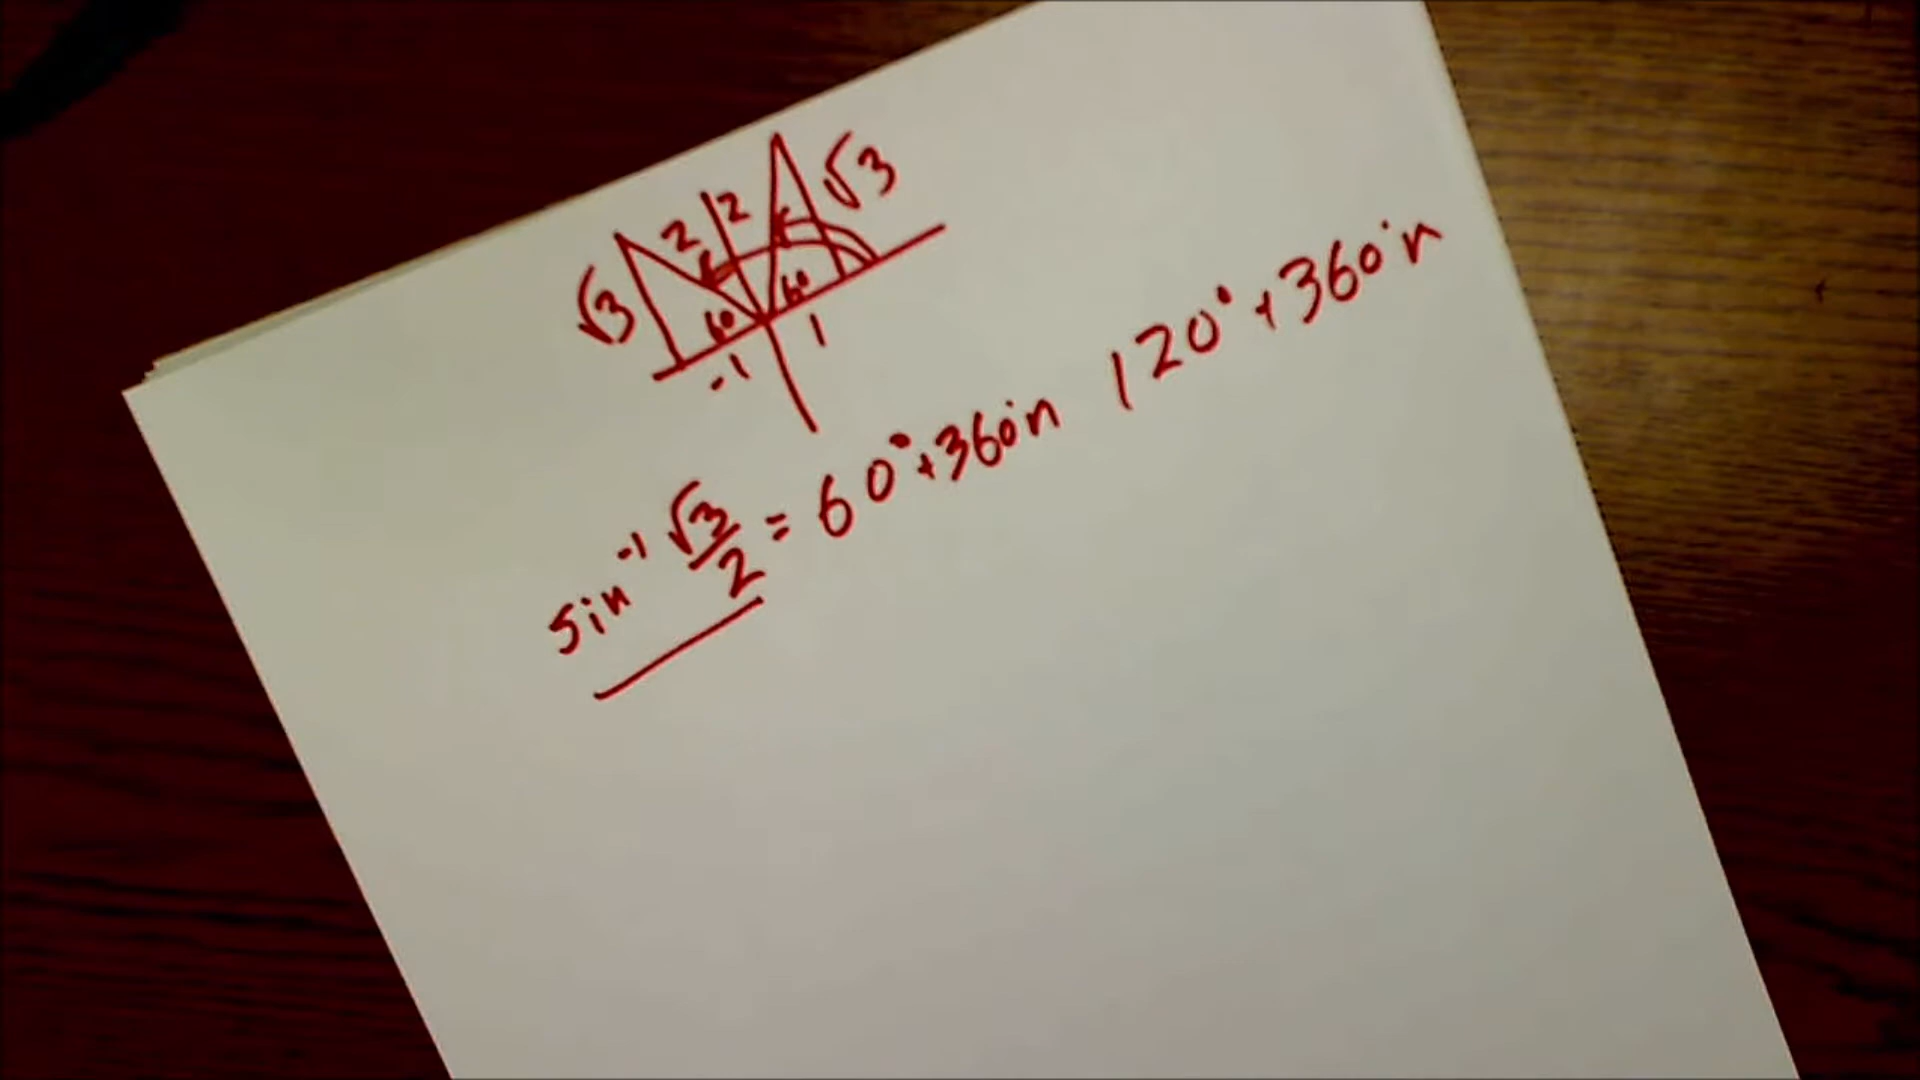 √3 2 2 √3
60 60
-1 1
sin⁻¹ √3/2 = 60°+360°n 120°+360°n